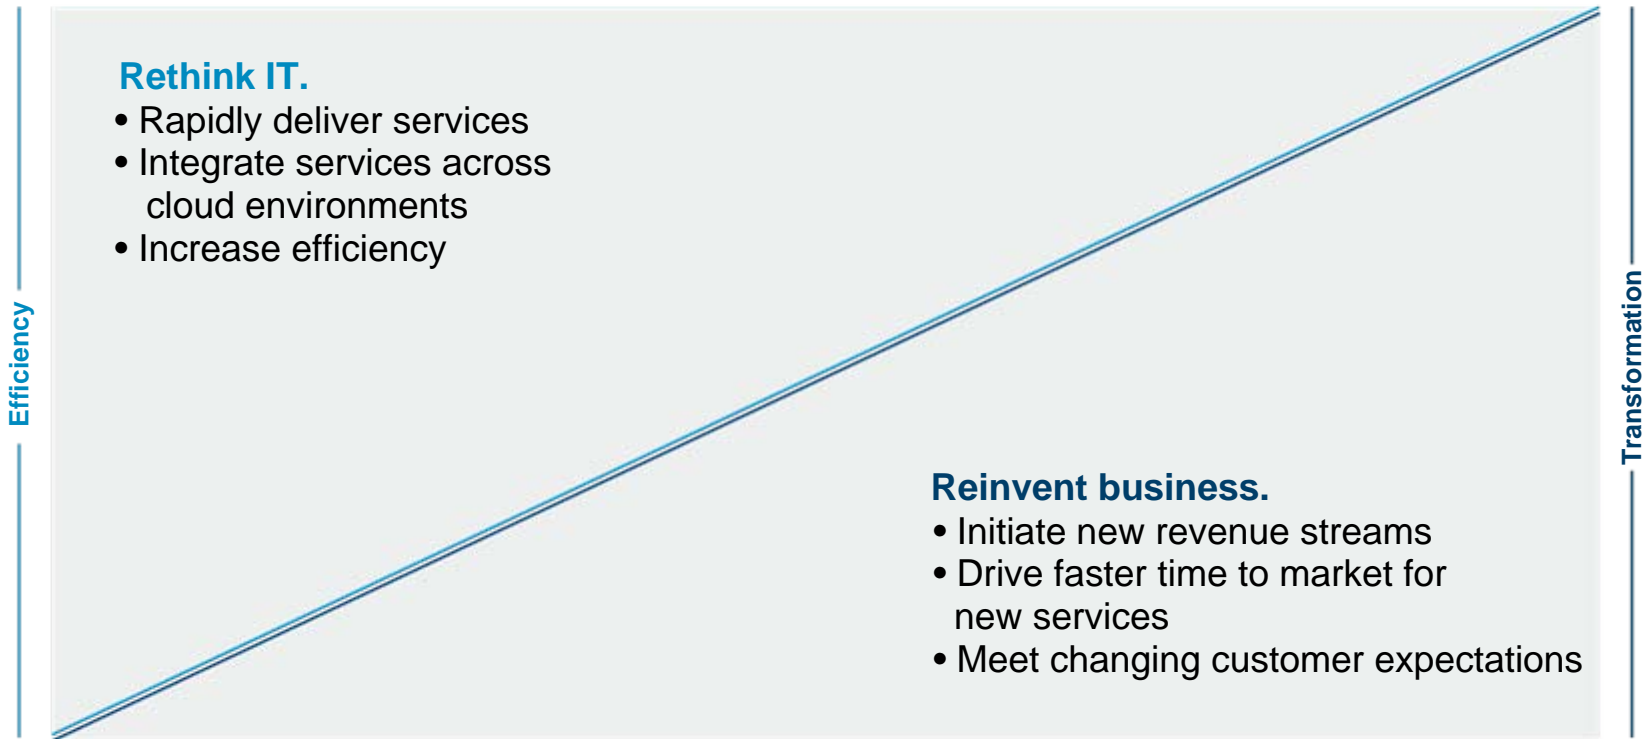 Efficiency
Rethink IT.
• Rapidly deliver services
• Integrate services across
cloud environments
• Increase efficiency
Reinvent business.
• Initiate new revenue streams
• Drive faster time to market for
new services
• Meet changing customer expectations
Transformation